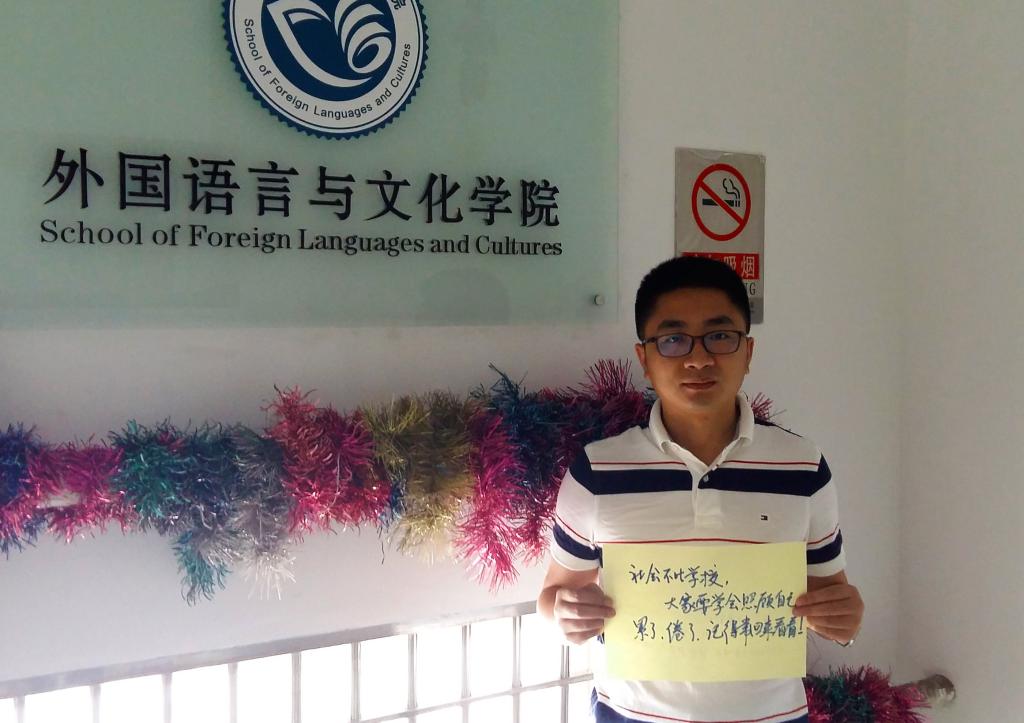 School of Foreign Languages and Cultures
外国语言与文化学院
School of Foreign Languages and Cultures
吸烟
社会不比学校,
大家要学会照顾自己
累了、倦了、记得常回来看看!